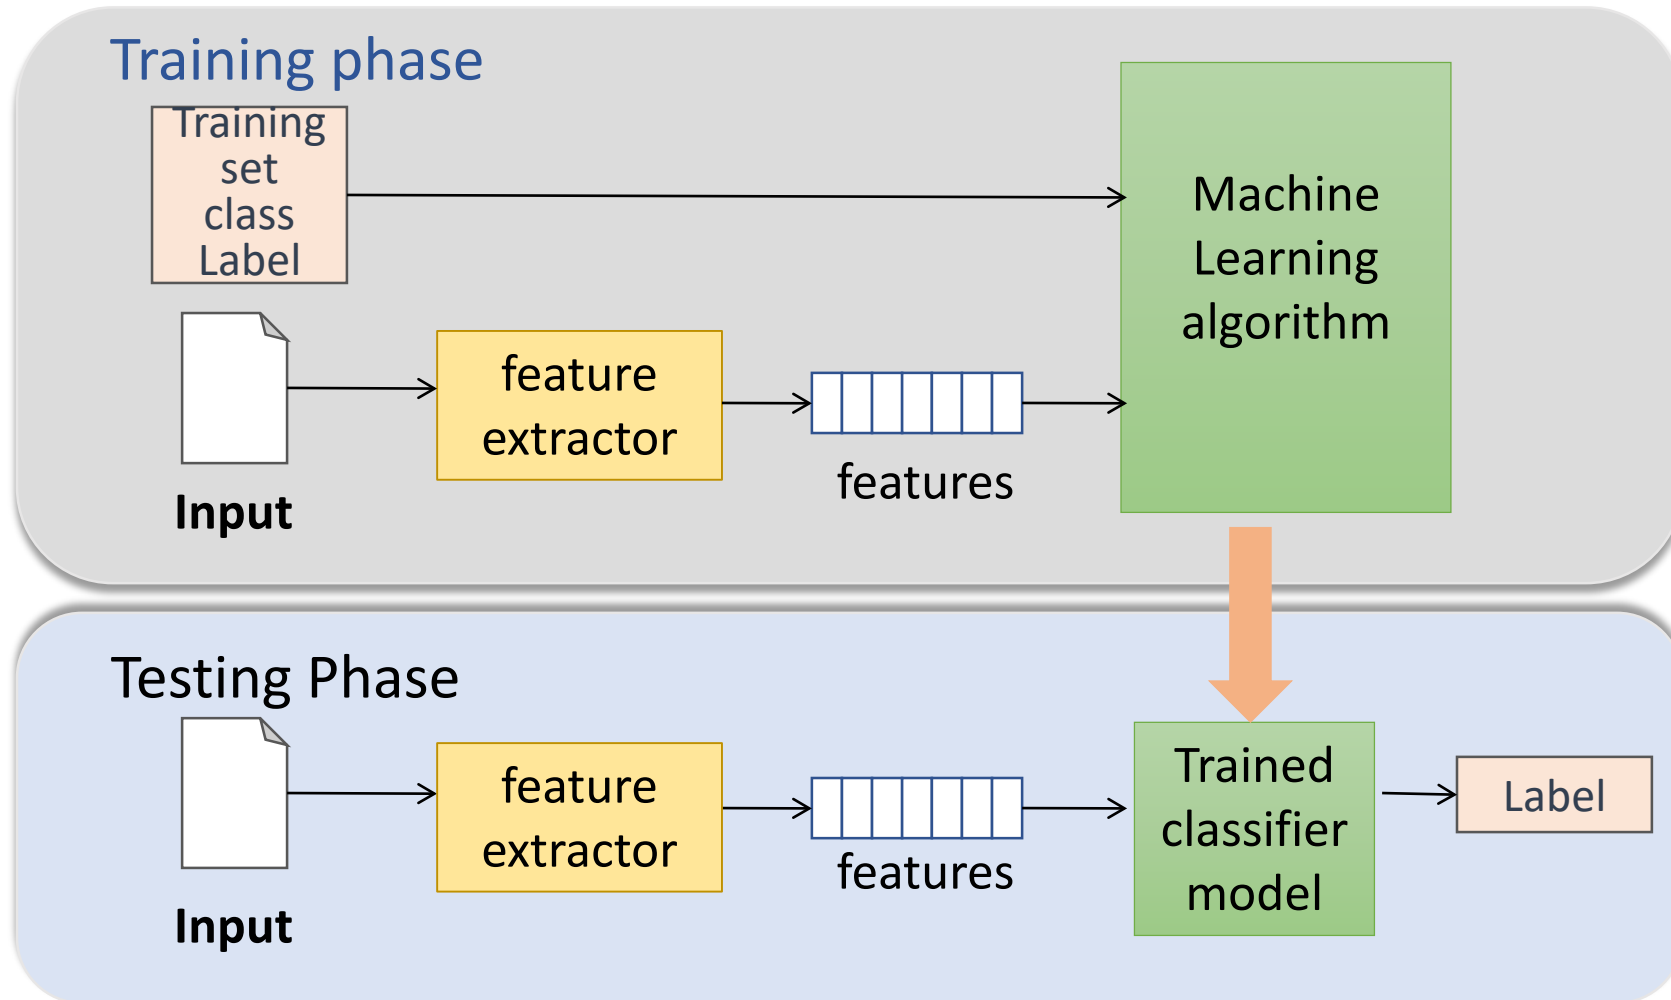 Training phase
Training
set
class
Label
Machine
Learning
algorithm
feature
extractor
features
Input
Testing Phase
feature
extractor
features
Input
Trained
classifier
model
Label